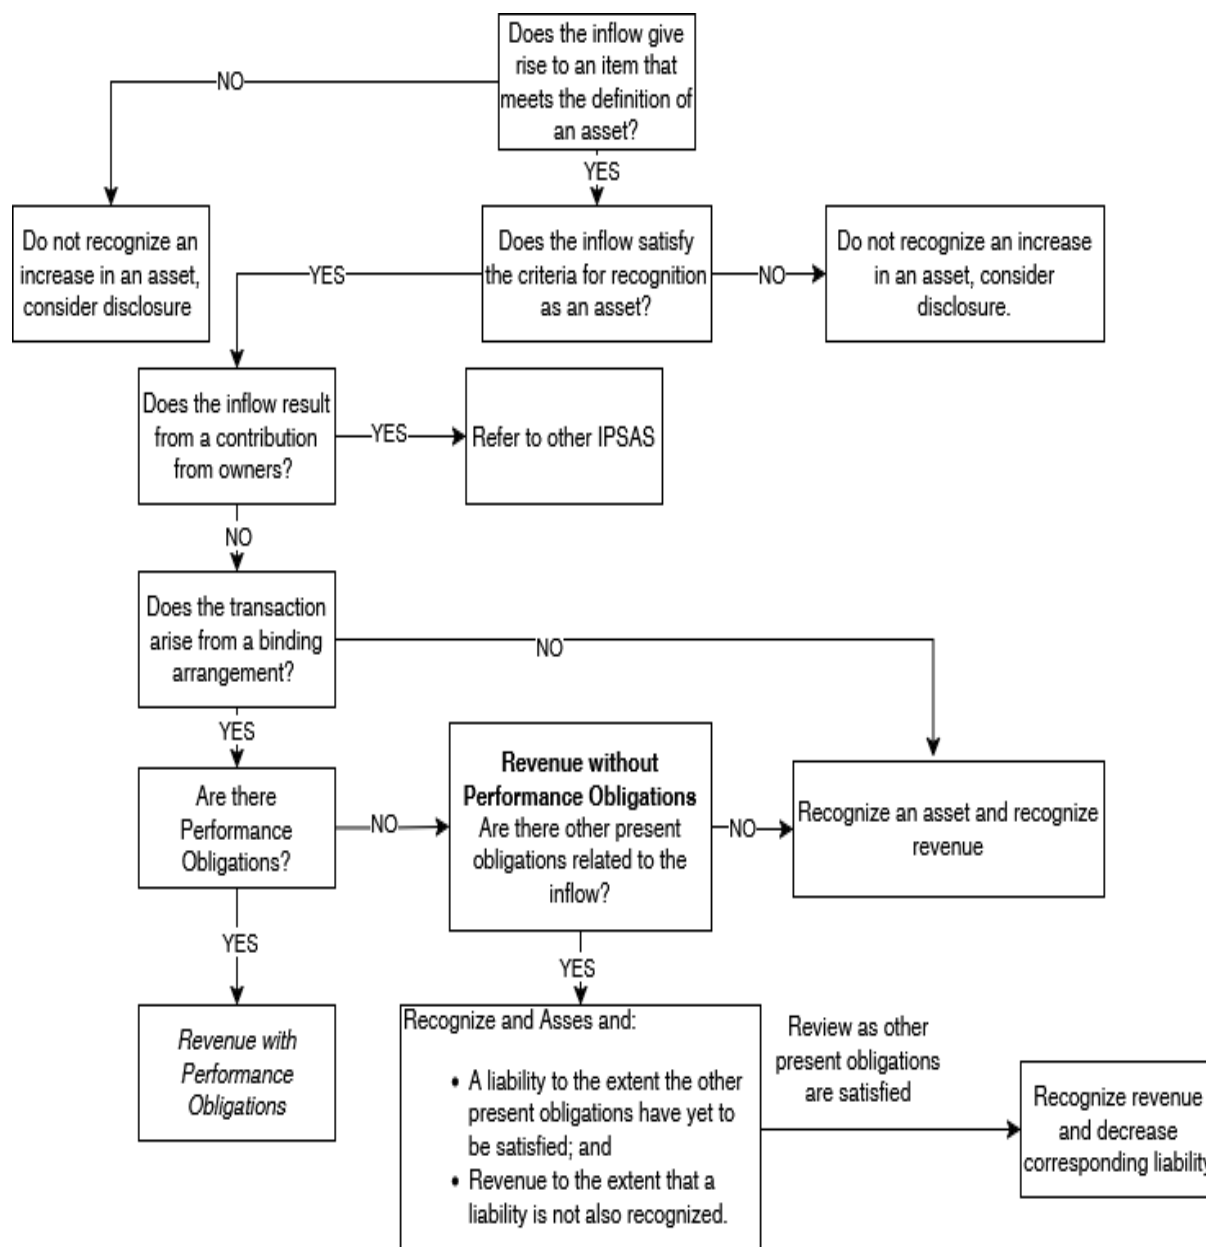 Does the inflow give
rise to an item that
meets the definition of
an asset?
NO
YES
Do not recognize an
increase in an asset,
consider disclosure
Does the inflow satisfy
the criteria for recognition
as an asset?
Do not recognize an increase
in an asset, consider
disclosure.
YES
NO
Does the inflow result
from a contribution
from owners?
YES
Refer to other IPSAS
NO
Does the transaction
arise from a binding
arrangement?
NO
YES
Are there
Performance
Obligations?
NO
Revenue without
Performance Obligations
Are there other present
obligations related to the
inflow?
NO
Recognize an asset and recognize
revenue
YES
YES
Revenue with
Performance
Obligations
Recognize and Asses and:
• A liability to the extent the other
present obligations have yet to
be satisfied; and
• Revenue to the extent that a
liability is not also recognized.
Review as other
present obligations
are satisfied
Recognize revenue
and decrease
corresponding liability